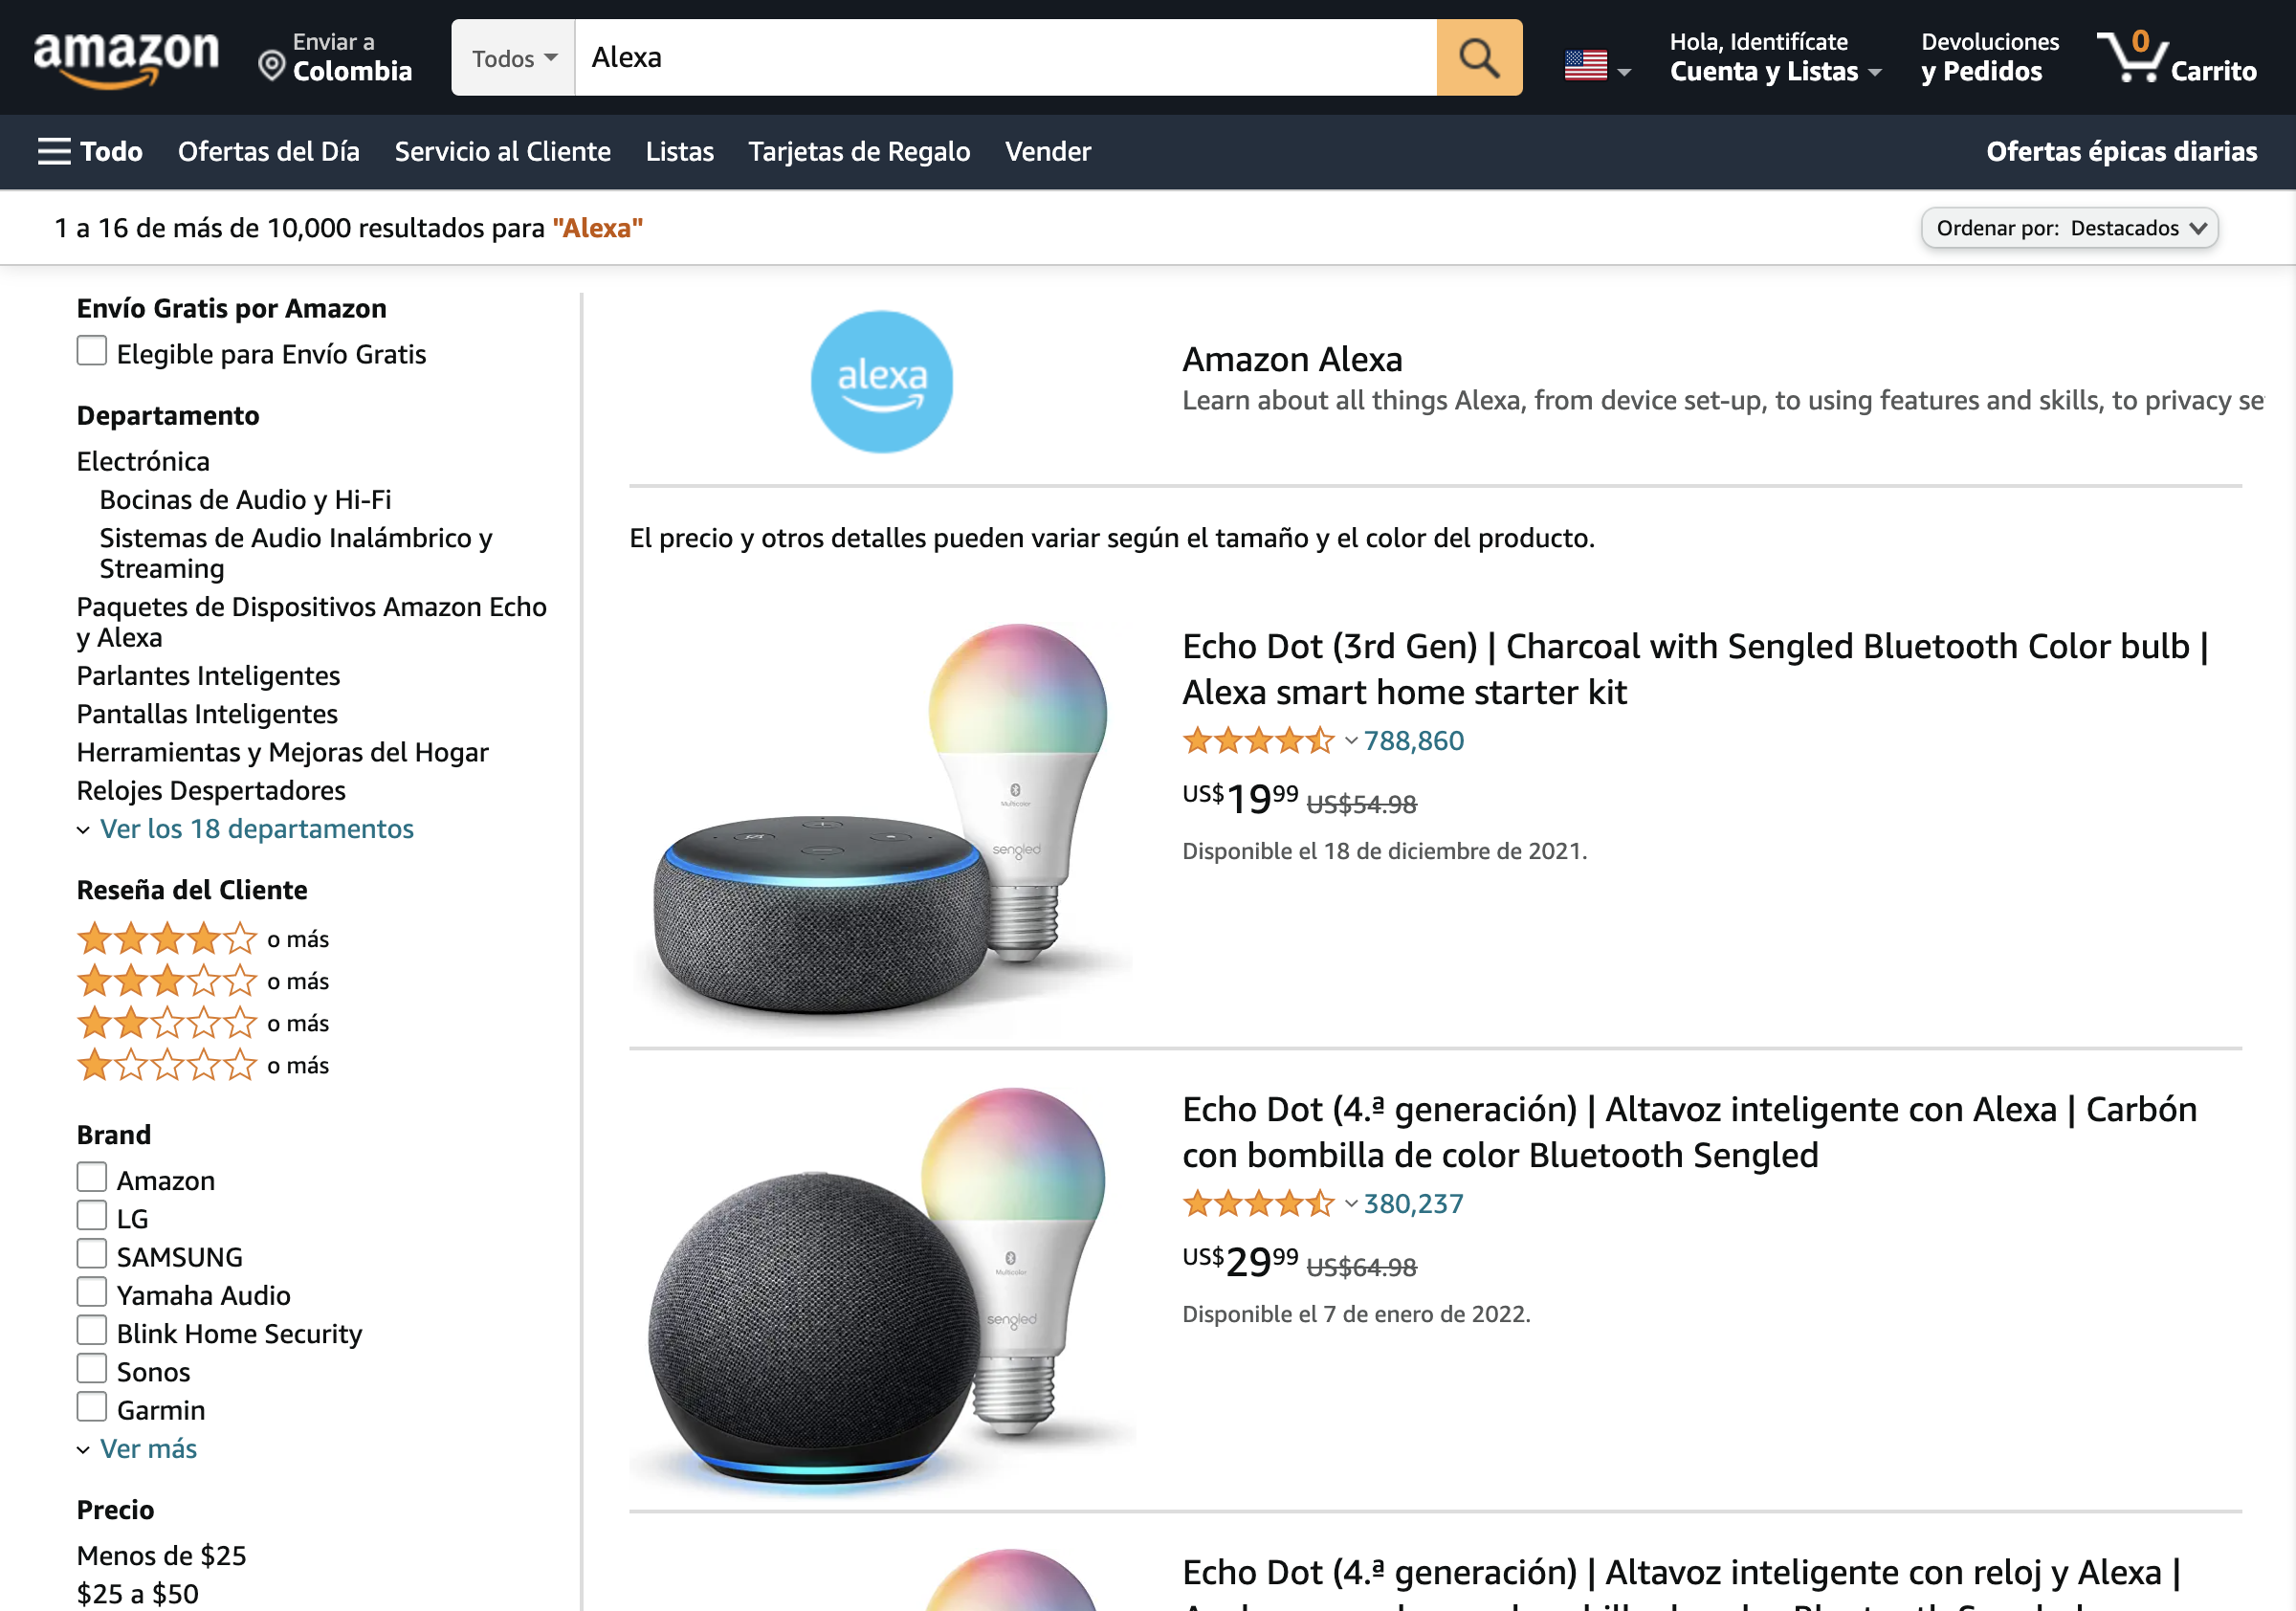 amazon
Enviar a
Colombia
Todos
Alexa
Hola, Identifícate
Cuenta y Listas
Devoluciones
y Pedidos
0
Carrito
Todo
Ofertas del Día
Servicio al Cliente
Listas
Tarjetas de Regalo
Vender
Ofertas épicas diarias
1 a 16 de más de 10,000 resultados para "Alexa"
Ordenar por: Destacados
Envío Gratis por Amazon
Elegible para Envío Gratis
Departamento
Electrónica
Bocinas de Audio y Hi-Fi
Sistemas de Audio Inalámbrico y
Streaming
Paquetes de Dispositivos Amazon Echo
y Alexa
Parlantes Inteligentes
Pantallas Inteligentes
Herramientas y Mejoras del Hogar
Relojes Despertadores
Ver los 18 departamentos
Reseña del Cliente
o más
o más
o más
o más
Brand
Amazon
LG
SAMSUNG
Yamaha Audio
Blink Home Security
Sonos
Garmin
Ver más
Precio
Menos de $25
$25 a $50
alexa
Amazon Alexa
Learn about all things Alexa, from device set-up, to using features and skills, to privacy se
El precio y otros detalles pueden variar según el tamaño y el color del producto.
Multicolor
sengled
Echo Dot (3rd Gen) | Charcoal with Sengled Bluetooth Color bulb |
Alexa smart home starter kit
788,860
US$1999 US$54.98
Disponible el 18 de diciembre de 2021.
Multicolor
sengled
Echo Dot (4.ª generación) | Altavoz inteligente con Alexa | Carbón
con bombilla de color Bluetooth Sengled
380,237
US$2999 US$64.98
Disponible el 7 de enero de 2022.
Echo Dot (4.ª generación) | Altavoz inteligente con reloj y Alexa |